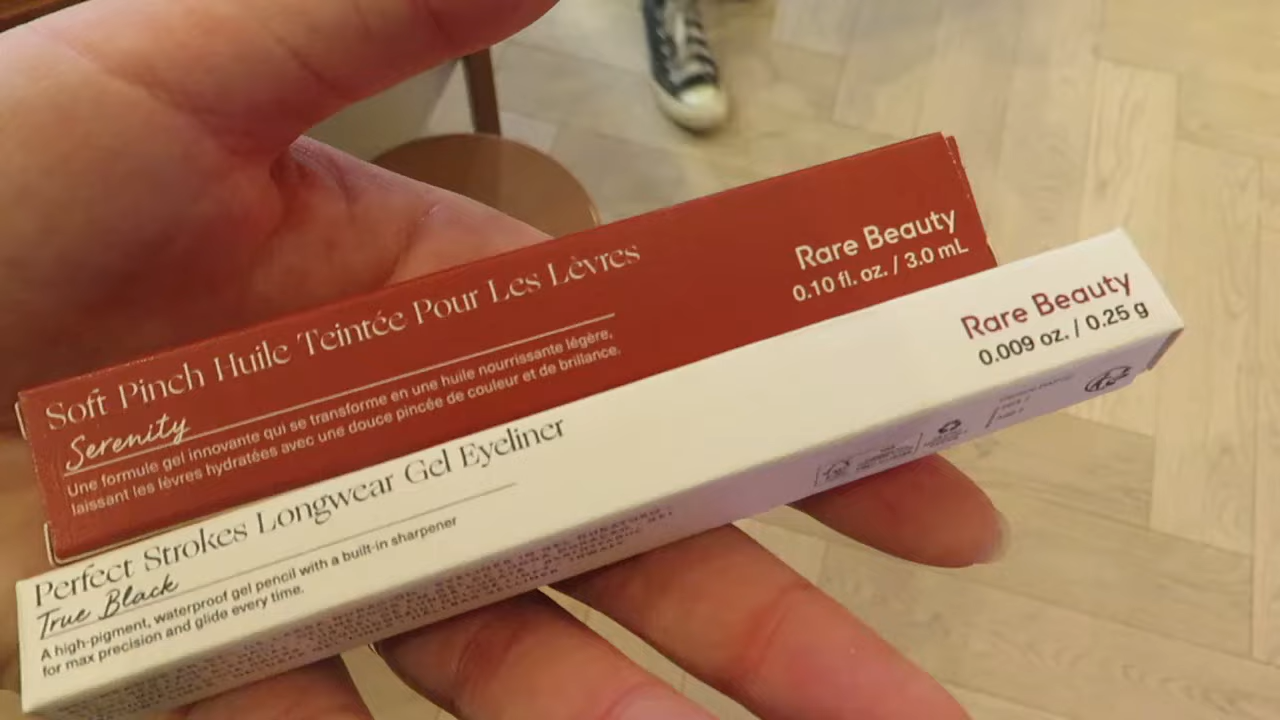 Soft Pinch Huile Teintée Pour Les Lèvres
Serenity
Une formule gel innovante qui se transforme en une huile nourrissante légère,
laissant les lèvres hydratées avec une douce pincée de couleur et de brillance.
Rare Beauty
0.10 fl. oz. / 3.0 mL
Perfect Strokes Longwear Gel Eyeliner
True Black
A high-pigment, waterproof gel pencil with a built-in sharpener
for max precision and glide every time.
Rare Beauty
0.009 oz. / 0.25 g